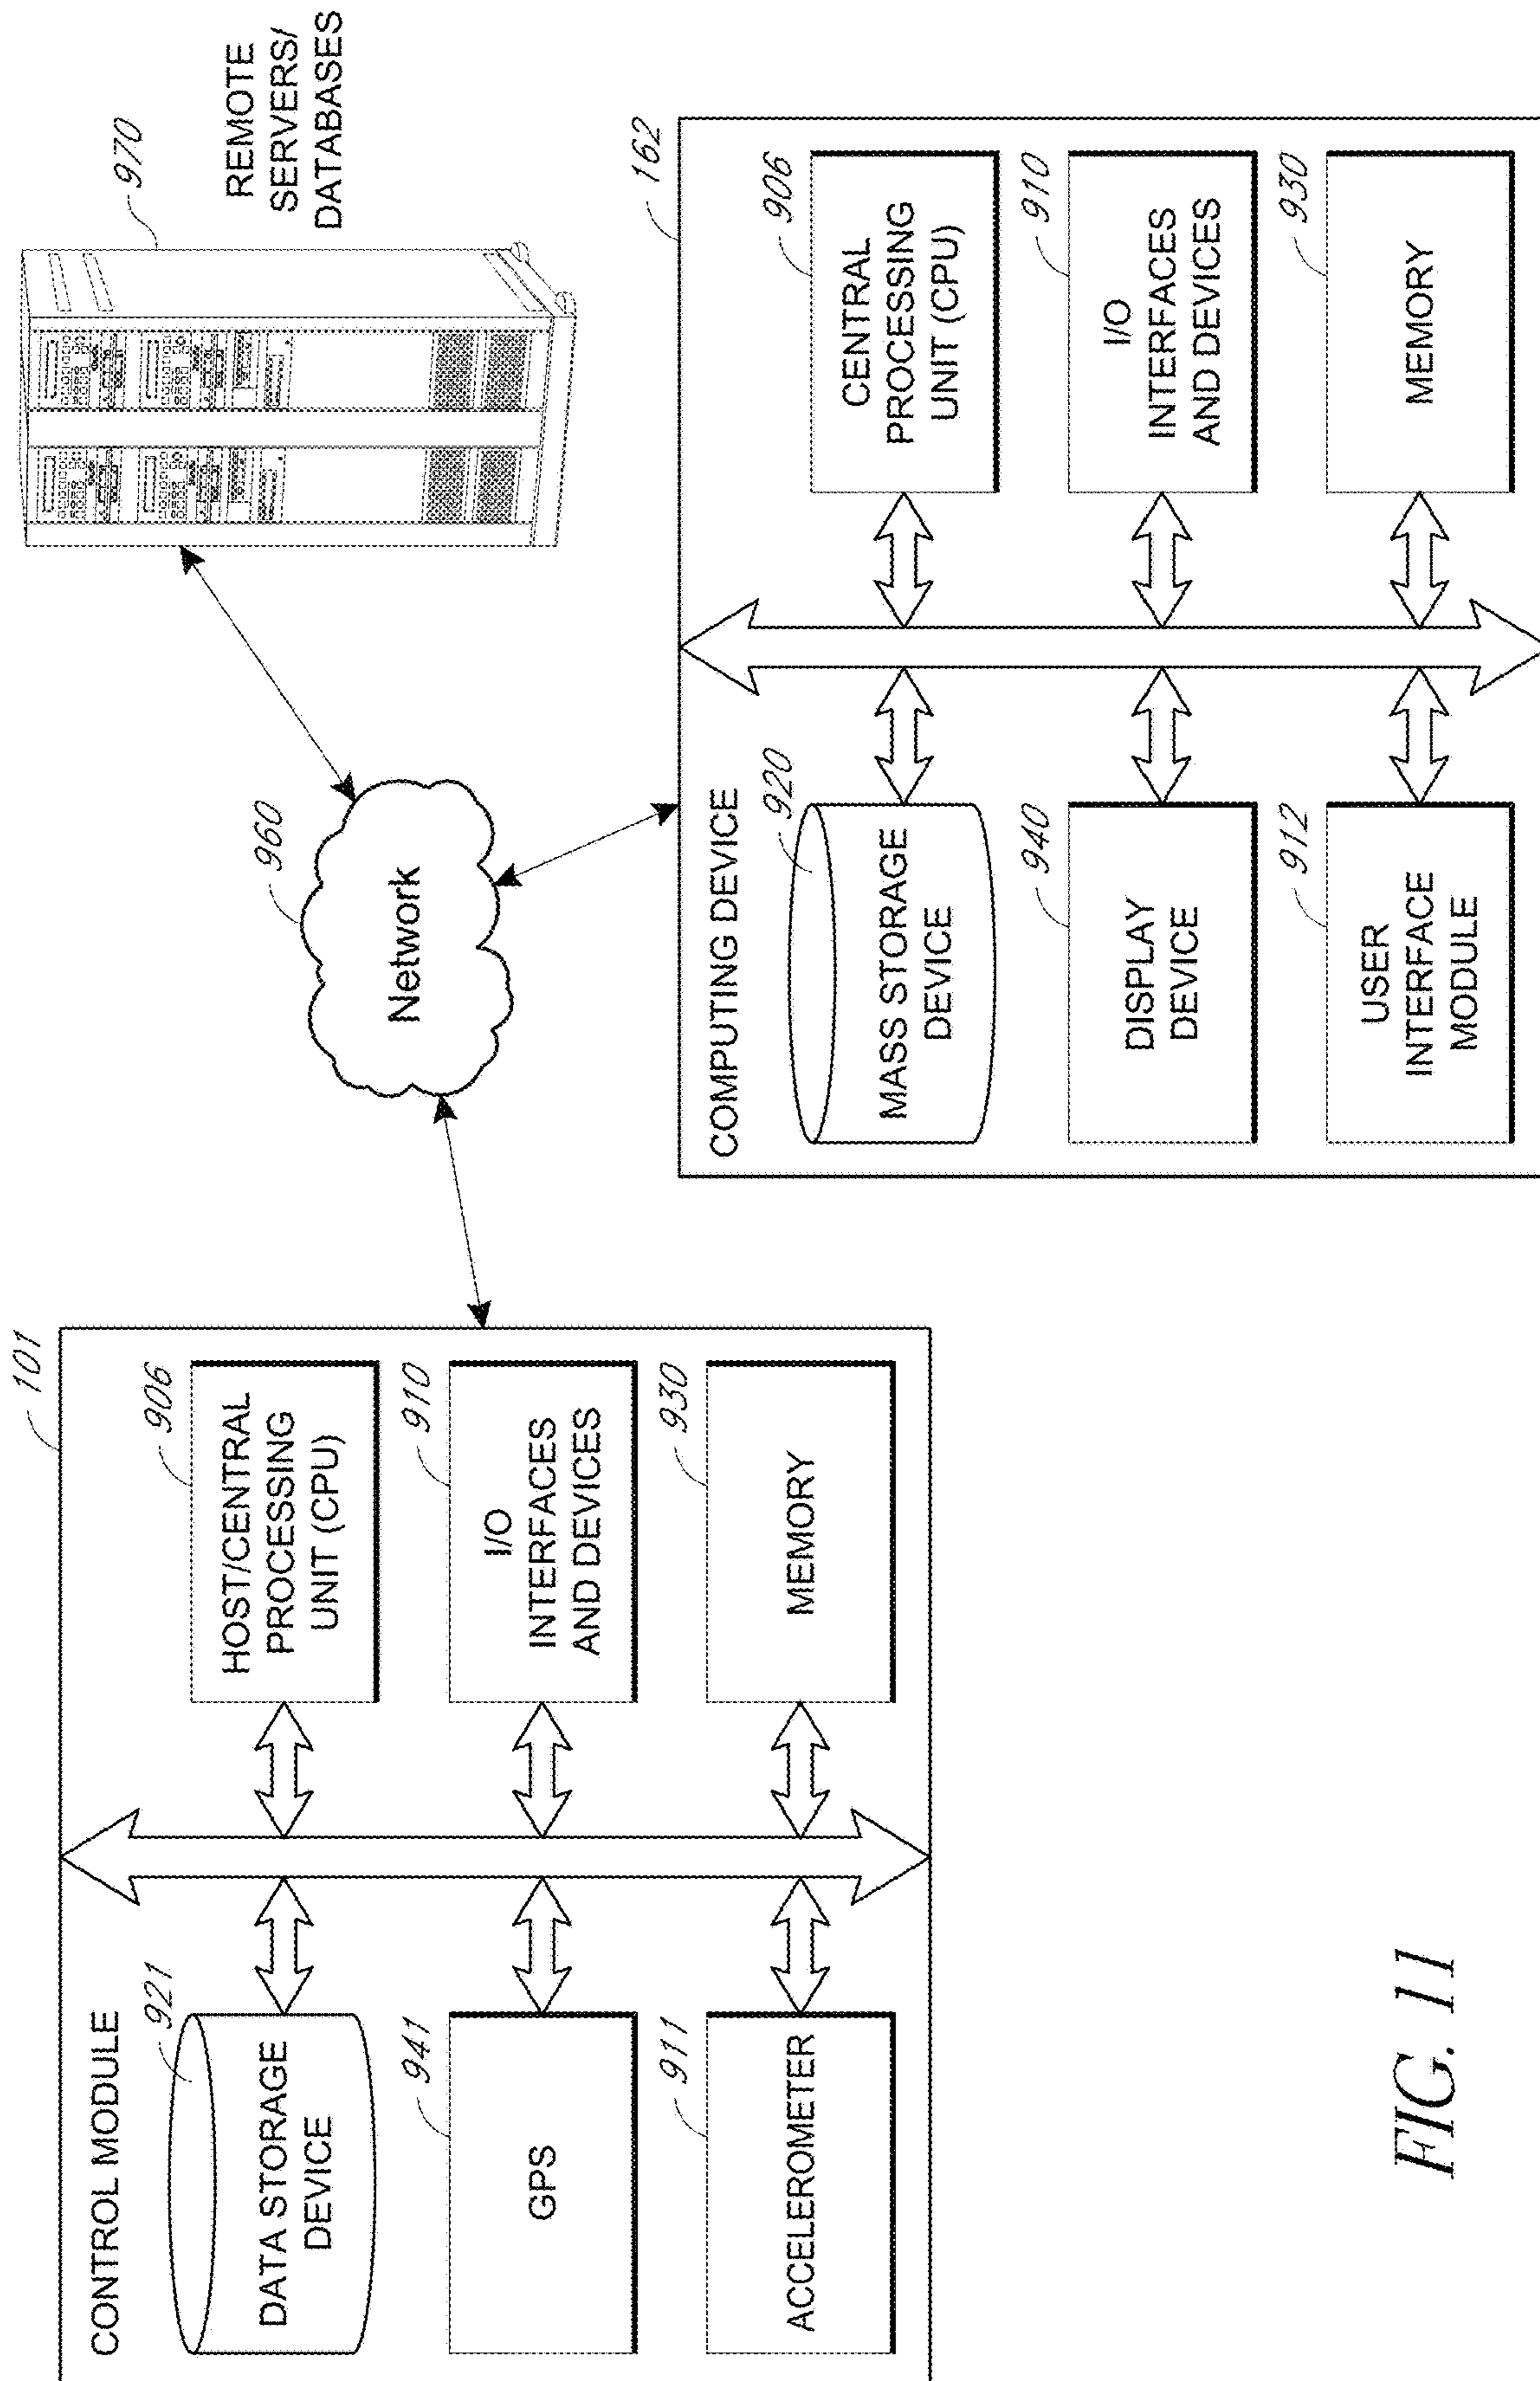 101
CONTROL MODULE
921
DATA STORAGE
DEVICE
906
HOST/CENTRAL
PROCESSING
UNIT (CPU)
941
GPS
910
I/O
INTERFACES
AND DEVICES
911
ACCELEROMETER
930
MEMORY
960
Network
970
REMOTE
SERVERS/
DATABASES
162
COMPUTING DEVICE
920
MASS STORAGE
DEVICE
906
CENTRAL
PROCESSING
UNIT (CPU)
940
DISPLAY
DEVICE
910
I/O
INTERFACES
AND DEVICES
912
USER
INTERFACE
MODULE
930
MEMORY
FIG. 11